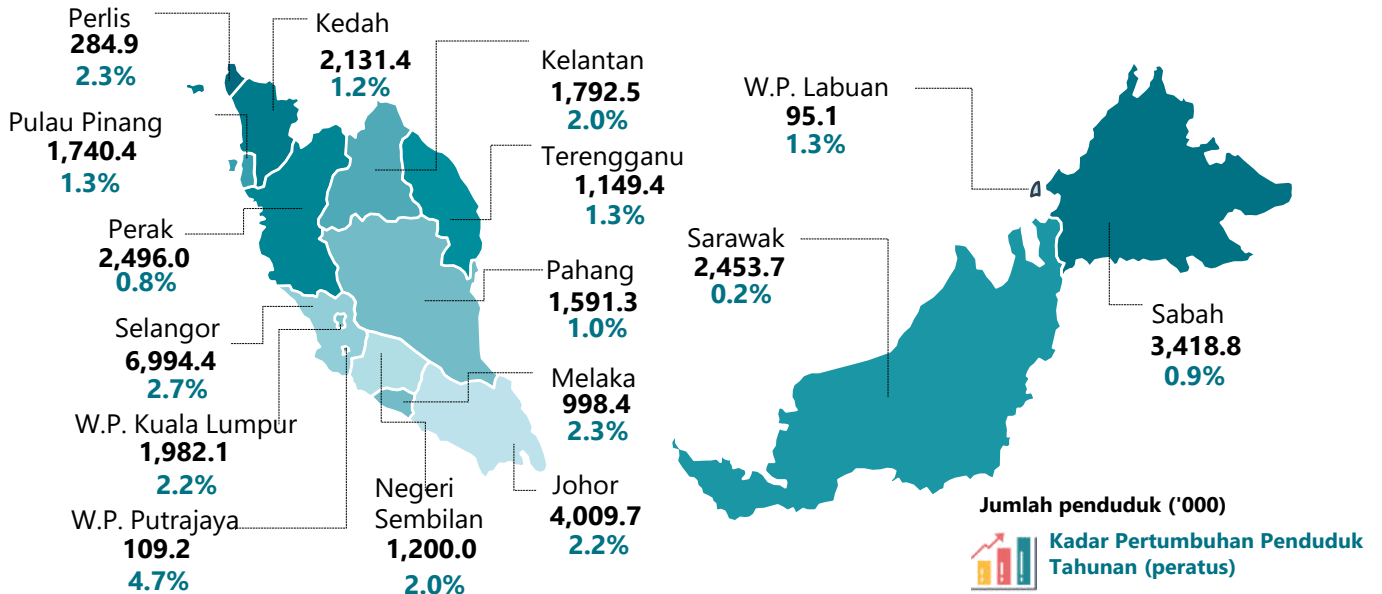 Perlis
284.9
2.3%
Kedah
2,131.4
1.2%
Kelantan
1,792.5
2.0%
Pulau Pinang
1,740.4
1.3%
Terengganu
1,149.4
1.3%
Perak
2,496.0
0.8%
Pahang
1,591.3
1.0%
Selangor
6,994.4
2.7%
Melaka
998.4
2.3%
W.P. Kuala Lumpur
1,982.1
2.2%
W.P. Putrajaya
109.2
4.7%
Negeri
Sembilan
1,200.0
2.0%
Johor
4,009.7
2.2%
W.P. Labuan
95.1
1.3%
Sarawak
2,453.7
0.2%
Sabah
3,418.8
0.9%
Jumlah penduduk ('000)
Kadar Pertumbuhan Penduduk
Tahunan (peratus)